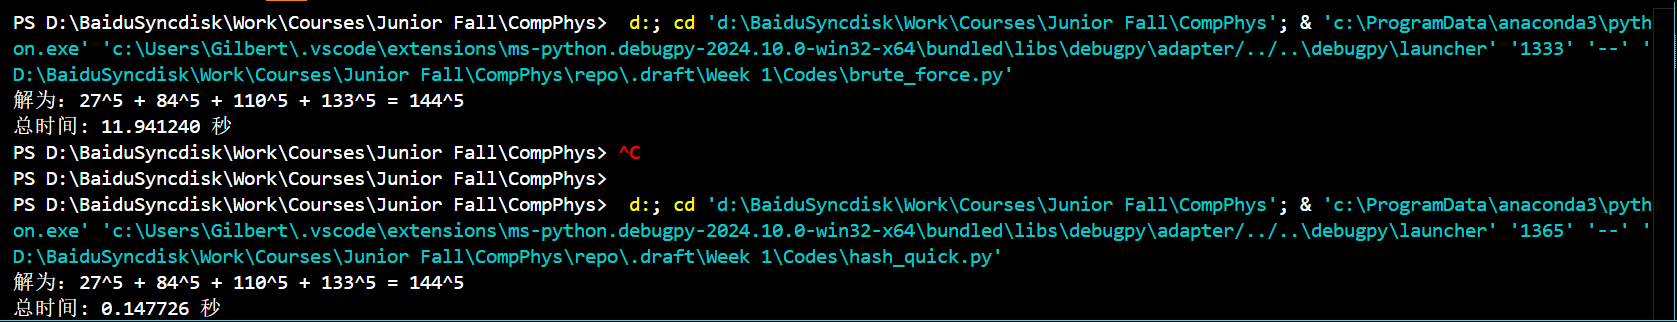 PS D:\BaiduSyncdisk\Work\Courses\Junior Fall\CompPhys>  d:; cd 'd:\BaiduSyncdisk\Work\Courses\Junior Fall\CompPhys'; & 'c:\ProgramData\anaconda3\pyth
on.exe' 'c:\Users\Gilbert\.vscode\extensions\ms-python.debugpy-2024.10.0-win32-x64\bundled\libs\debugpy\adapter/../..\debugpy\launcher' '1333' '--' '
D:\BaiduSyncdisk\Work\Courses\Junior Fall\CompPhys\repo\.draft\Week 1\Codes\brute_force.py'
解为: 27^5 + 84^5 + 110^5 + 133^5 = 144^5
总时间: 11.941240 秒
PS D:\BaiduSyncdisk\Work\Courses\Junior Fall\CompPhys> ^C
PS D:\BaiduSyncdisk\Work\Courses\Junior Fall\CompPhys>
PS D:\BaiduSyncdisk\Work\Courses\Junior Fall\CompPhys>  d:; cd 'd:\BaiduSyncdisk\Work\Courses\Junior Fall\CompPhys'; & 'c:\ProgramData\anaconda3\pyth
on.exe' 'c:\Users\Gilbert\.vscode\extensions\ms-python.debugpy-2024.10.0-win32-x64\bundled\libs\debugpy\adapter/../..\debugpy\launcher' '1365' '--' '
D:\BaiduSyncdisk\Work\Courses\Junior Fall\CompPhys\repo\.draft\Week 1\Codes\hash_quick.py'
解为: 27^5 + 84^5 + 110^5 + 133^5 = 144^5
总时间: 0.147726 秒